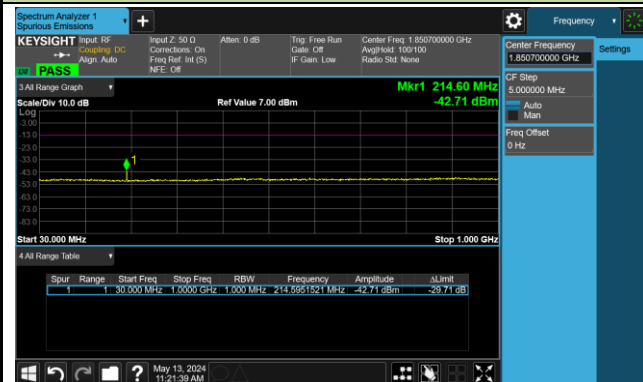 Spectrum Analyzer 1
Spurious Emissions
Frequency
KEYSIGHT
Input: RF
Coupling: DC
Align: Auto
Input Z: 50 Ω
Corrections: On
Freq Ref: Int (S)
NFE: Off
Atten: 0 dB
Trig: Free Run
Gate: Off
IF Gain: Low
Center Freq: 1.850700000 GHz
Avg|Hold: 100/100
Radio Std: None
PASS
Center Frequency
1.850700000 GHz
Settings
CF Step
5.000000 MHz
Auto
Man
Freq Offset
0 Hz
3 All Range Graph
Mkr1 214.60 MHz
-42.71 dBm
Scale/Div 10.0 dB
Ref Value 7.00 dBm
Log
-3.00
-13.0
-23.0
-33.0
-43.0
-53.0
-63.0
-73.0
-83.0
1
Start 30.000 MHz
Stop 1.000 GHz
4 All Range Table
Spur Range Start Freq Stop Freq RBW Frequency Amplitude ΔLimit
1 1 30.000 MHz 1.0000 GHz 1.000 MHz 214.5951521 MHz -42.71 dBm -29.71 dB
May 13, 2024
11:21:39 AM